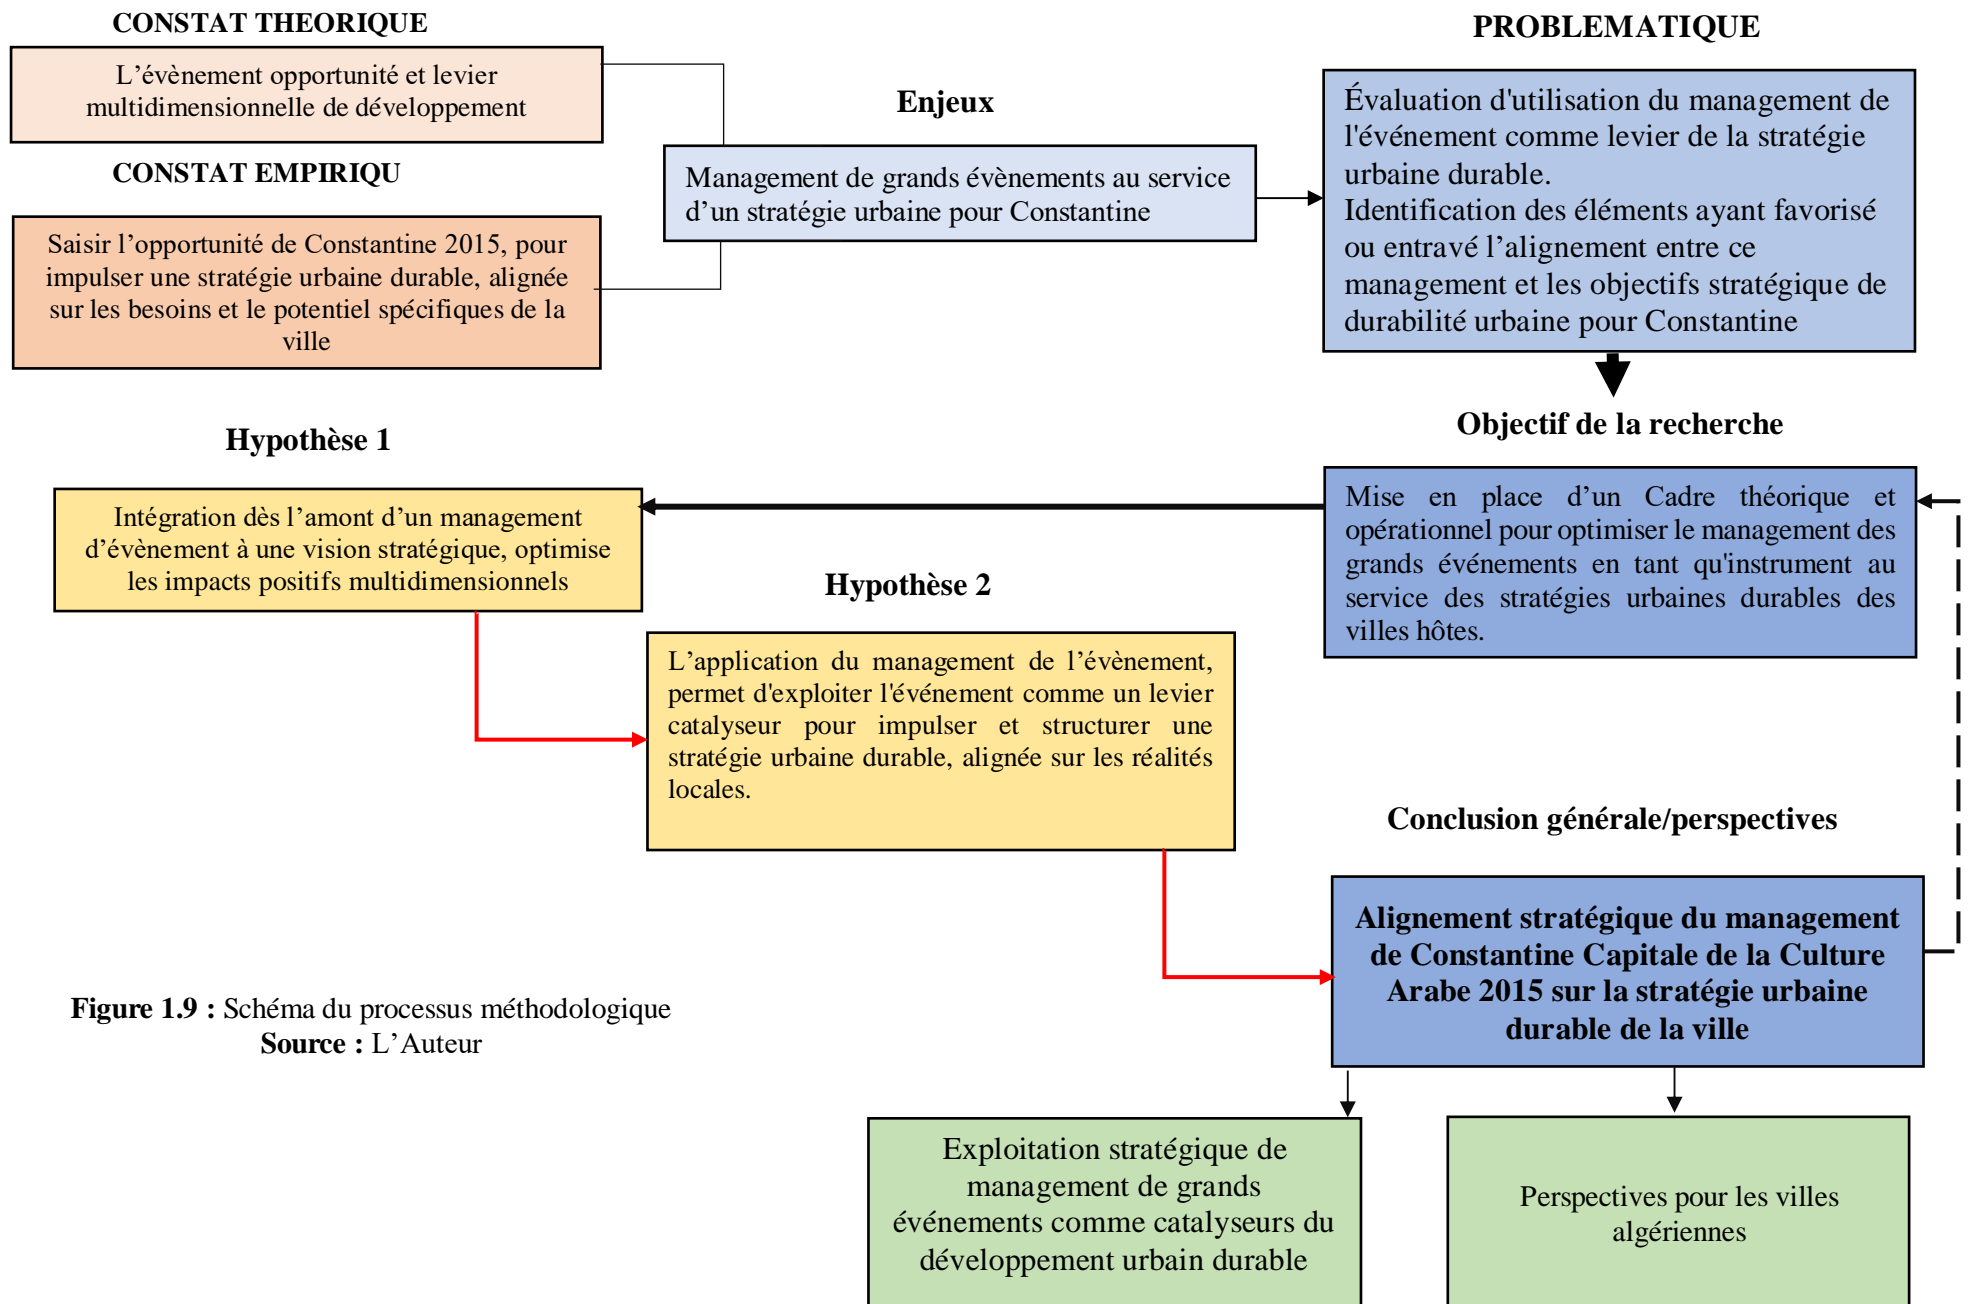 CONSTAT THEORIQUE
L’évènement opportunité et levier
multidimensionnelle de développement
CONSTAT EMPIRIQU
Saisir l’opportunité de Constantine 2015, pour
impulser une stratégie urbaine durable, alignée
sur les besoins et le potentiel spécifiques de la
ville
Enjeux
Management de grands évènements au service
d’un stratégie urbaine pour Constantine
PROBLEMATIQUE
Évaluation d'utilisation du management de
l'événement comme levier de la stratégie
urbaine durable.
Identification des éléments ayant favorisé
ou entravé l’alignement entre ce
management et les objectifs stratégique de
durabilité urbaine pour Constantine
Objectif de la recherche
Mise en place d’un Cadre théorique et
opérationnel pour optimiser le management des
grands événements en tant qu'instrument au
service des stratégies urbaines durables des
villes hôtes.
Hypothèse 1
Intégration dès l’amont d’un management
d’évènement à une vision stratégique, optimise
les impacts positifs multidimensionnels
Hypothèse 2
L’application du management de l’évènement,
permet d'exploiter l'événement comme un levier
catalyseur pour impulser et structurer une
stratégie urbaine durable, alignée sur les réalités
locales.
Conclusion générale/perspectives
Alignement stratégique du management
de Constantine Capitale de la Culture
Arabe 2015 sur la stratégie urbaine
durable de la ville
Exploitation stratégique de
management de grands
événements comme catalyseurs du
développement urbain durable
Perspectives pour les villes
algériennes
Figure 1.9 : Schéma du processus méthodologique
Source : L’Auteur